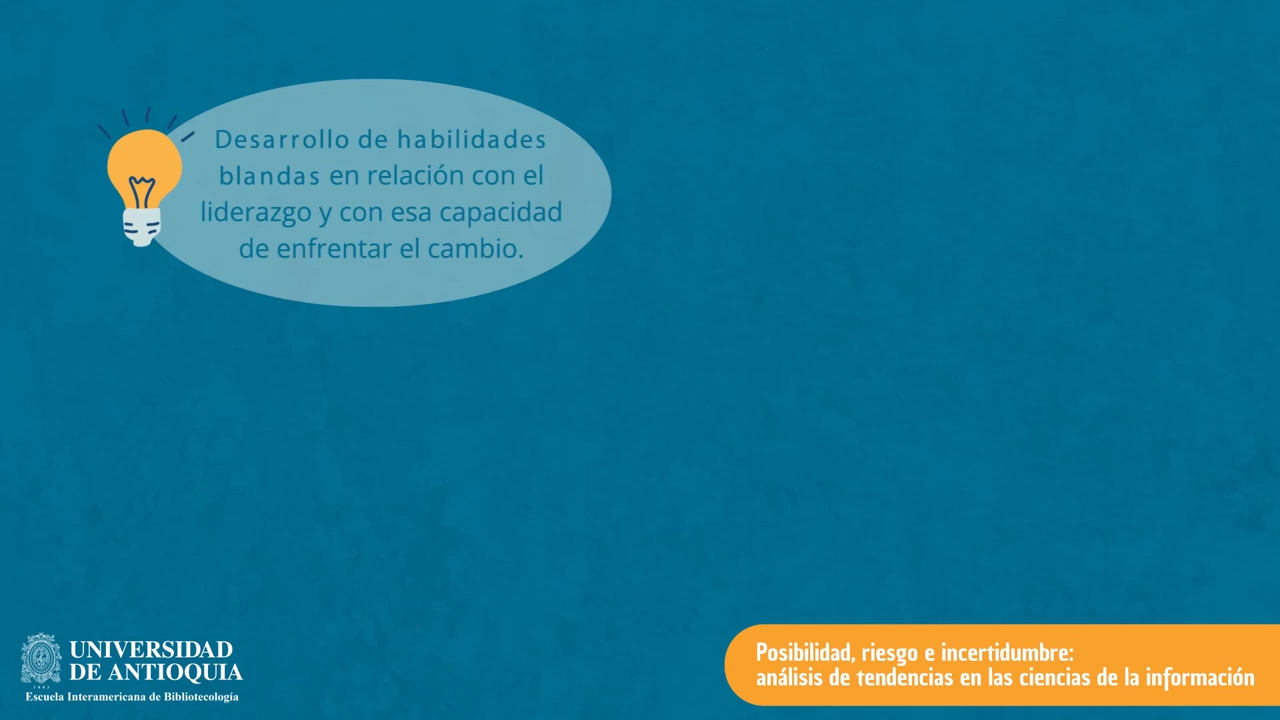 Desarrollo de habilidades
blandas en relación con el
liderazgo y con esa capacidad
de enfrentar el cambio.
UNIVERSIDAD
DE ANTIOQUIA
1803
Escuela Interamericana de Bibliotecología
Posibilidad, riesgo e incertidumbre:
análisis de tendencias en las ciencias de la información